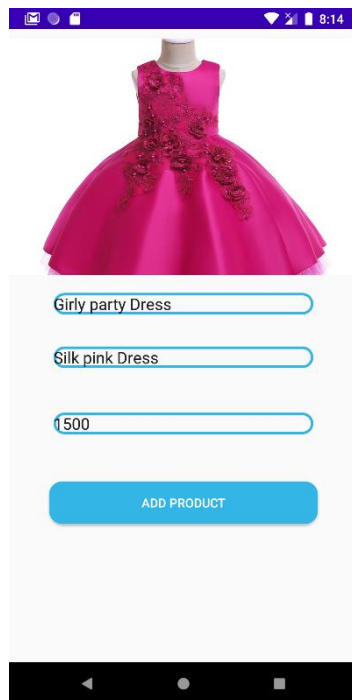 8:14
Girly party Dress
Silk pink Dress
1500
ADD PRODUCT